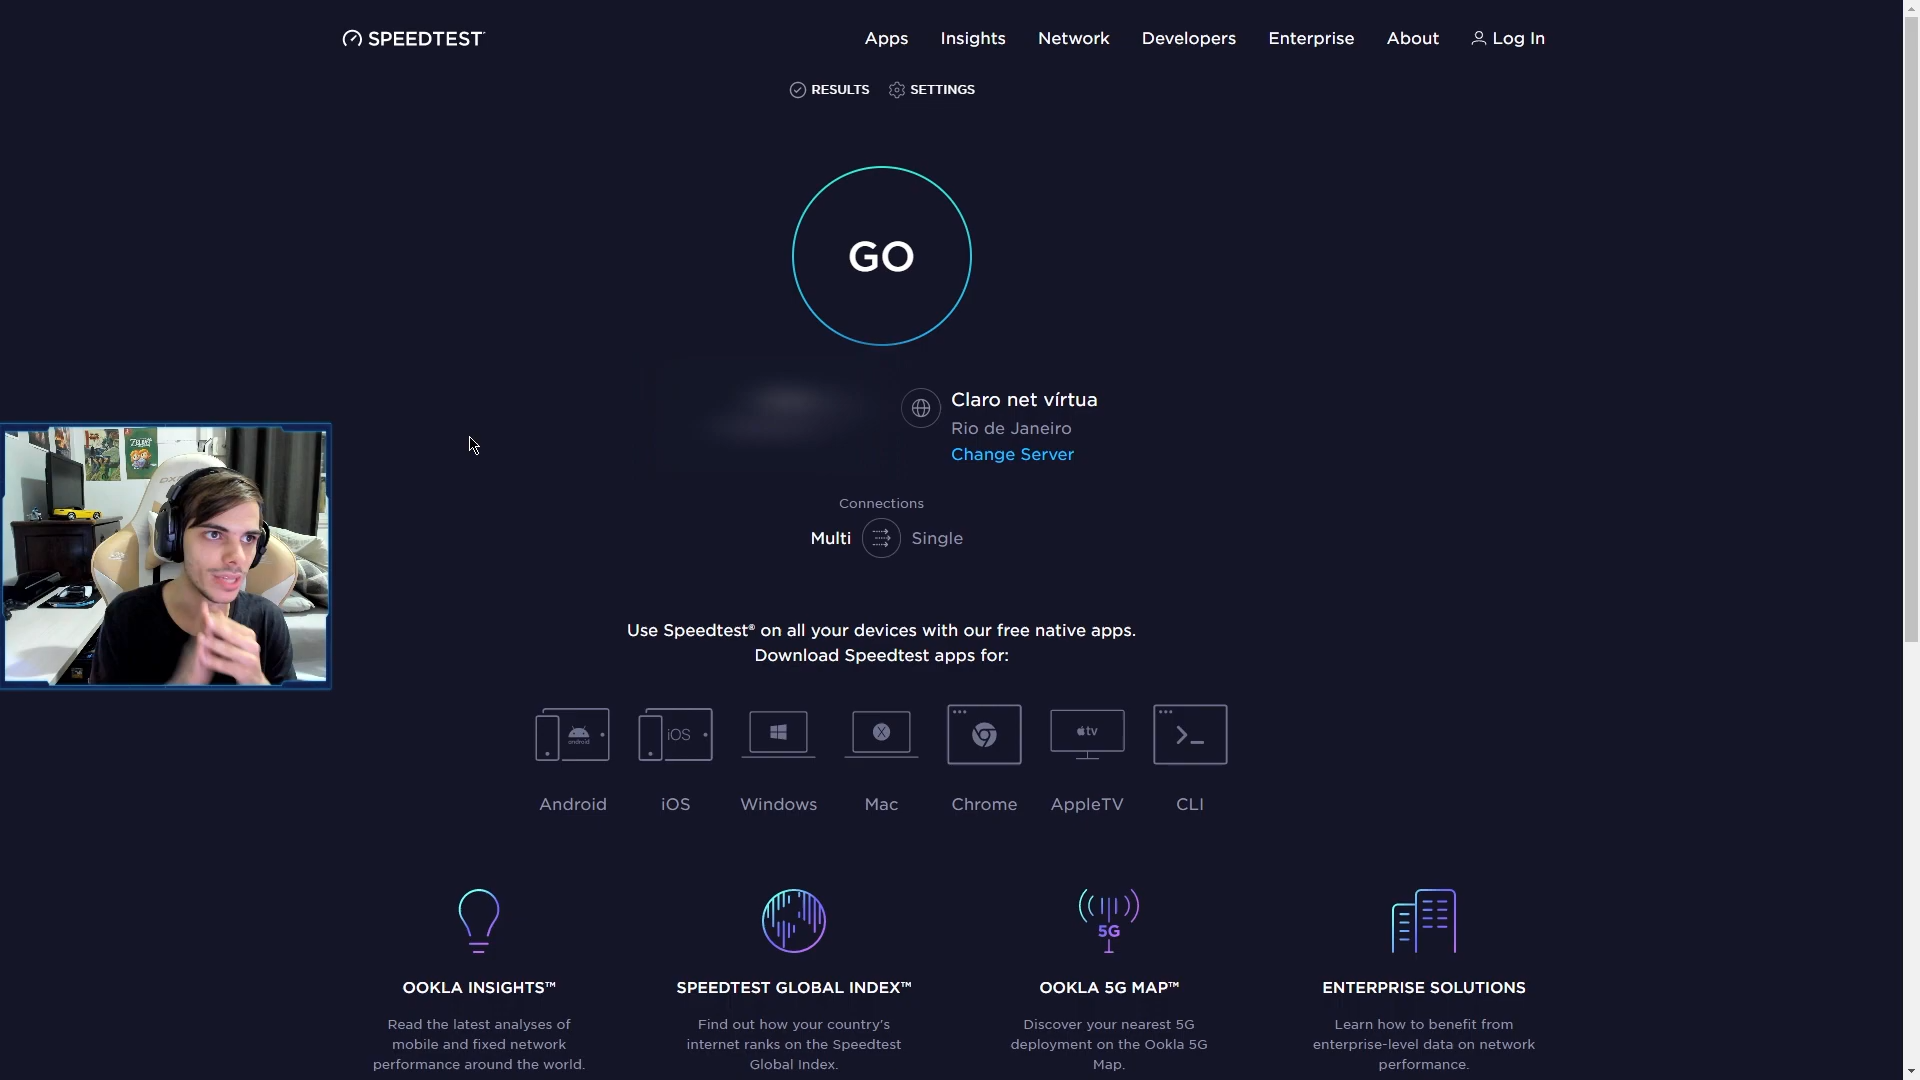 SPEEDTEST
Apps Insights Network Developers Enterprise About Log In
RESULTS SETTINGS
GO
Claro net vírtua
Rio de Janeiro
Change Server
Connections
Multi Single
ZELDA
Use Speedtest® on all your devices with our free native apps.
Download Speedtest apps for:
android
iOS
X
tv
Android iOS Windows Mac Chrome AppleTV CLI
5G
OOKLA INSIGHTS™
Read the latest analyses of
mobile and fixed network
performance around the world.
SPEEDTEST GLOBAL INDEX™
Find out how your country's
internet ranks on the Speedtest
Global Index.
OOKLA 5G MAP™
Discover your nearest 5G
deployment on the Ookla 5G
Map.
ENTERPRISE SOLUTIONS
Learn how to benefit from
enterprise-level data on network
performance.